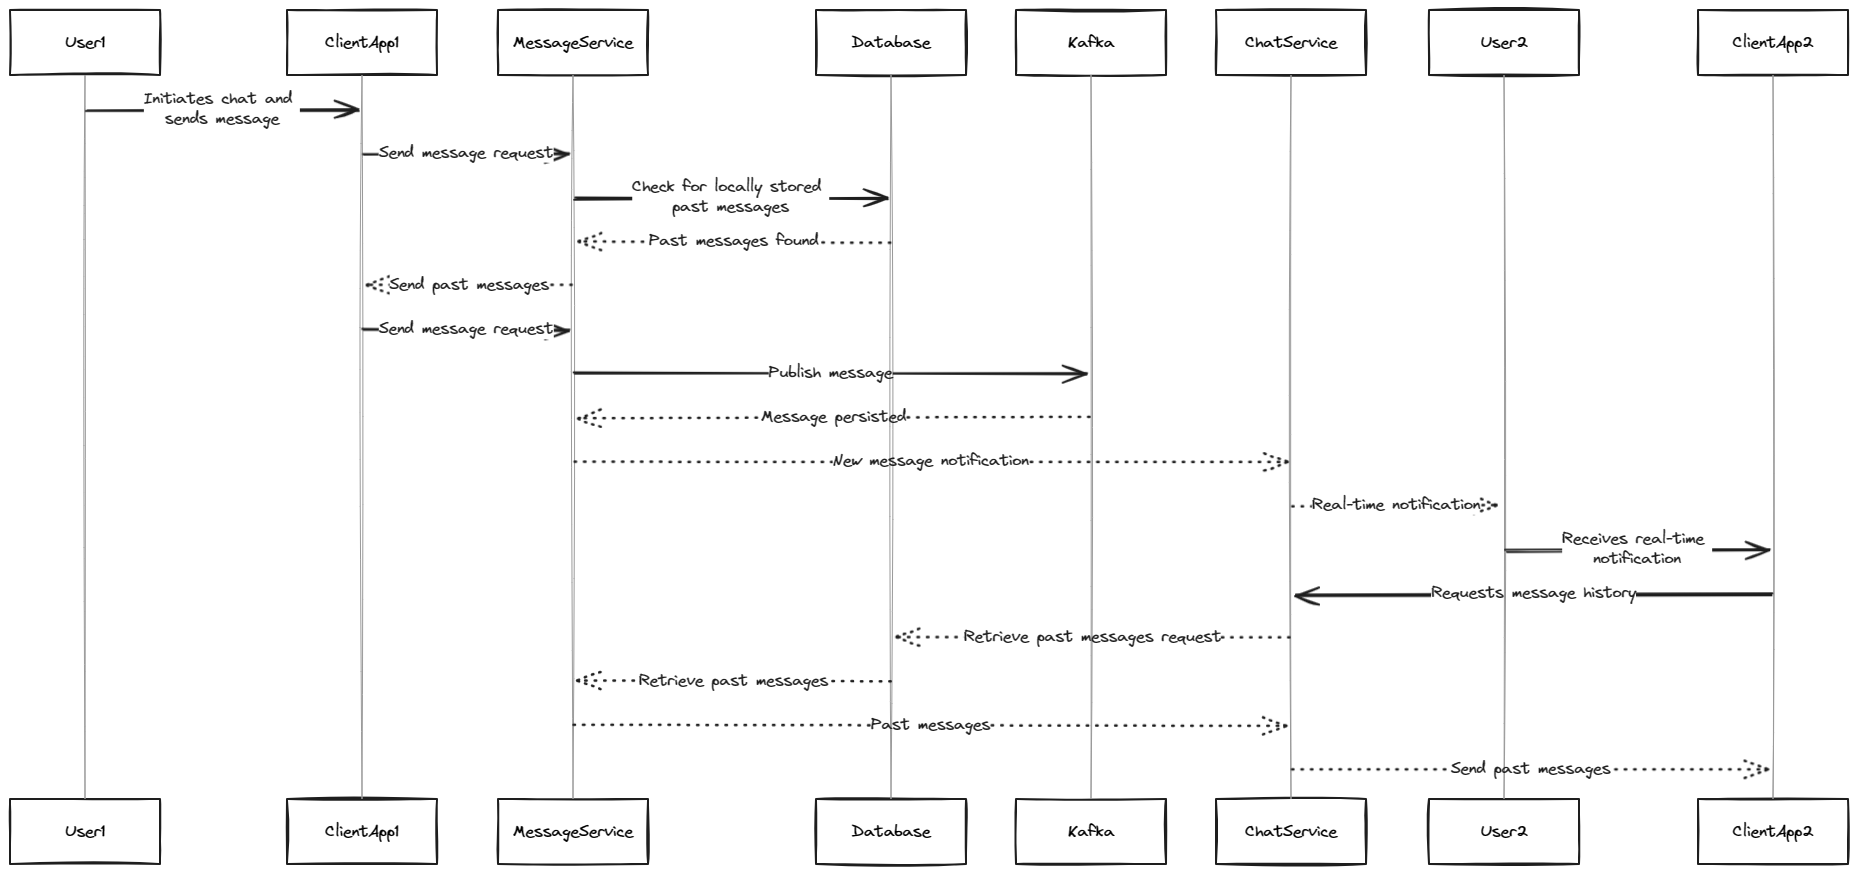 User1
ClientApp1
MessageService
Database
Kafka
ChatService
User2
ClientApp2
Initiates chat and
sends message
Send message request
Check for locally stored
past messages
Past messages found
Send past messages
Send message request
Publish message
Message persisted
New message notification
Real-time notification
Receives real-time
notification
Requests message history
Retrieve past messages request
Retrieve past messages
Past messages
Send past messages
User1
ClientApp1
MessageService
Database
Kafka
ChatService
User2
ClientApp2